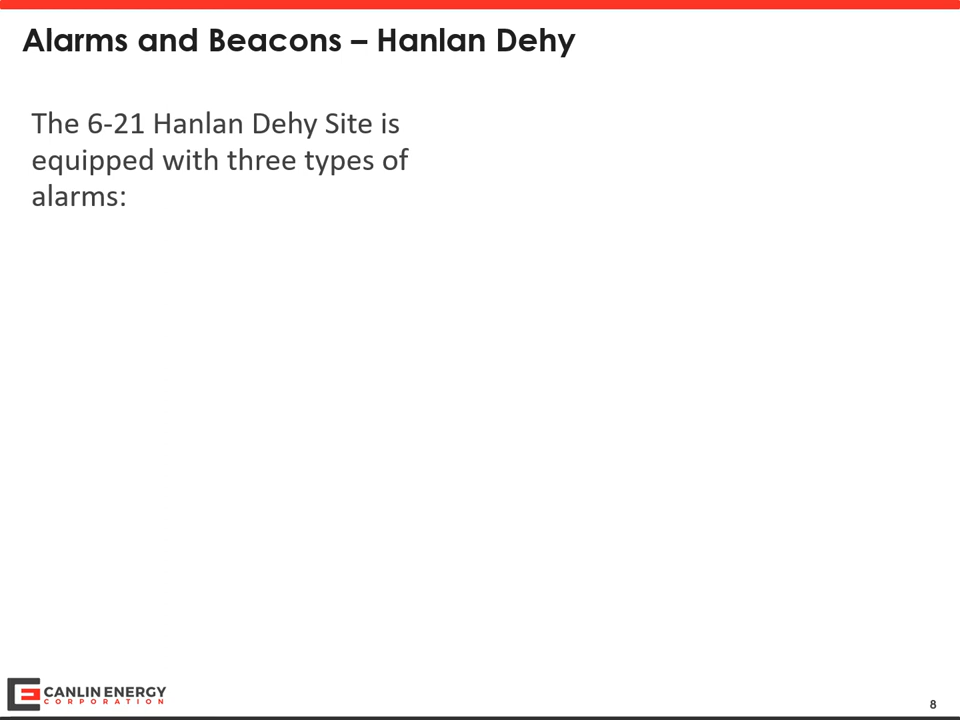 Alarms and Beacons – Hanlan Dehy
The 6-21 Hanlan Dehy Site is
equipped with three types of
alarms:
CANLIN ENERGY
CORPORATION
8